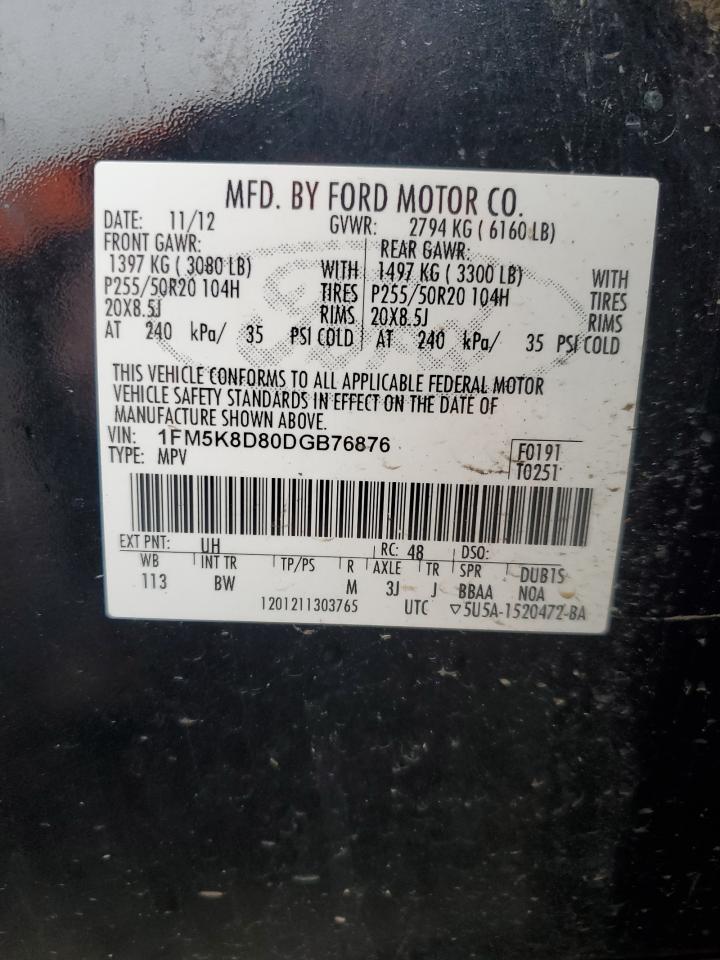 MFD. BY FORD MOTOR CO.
DATE: 11/12 GVWR: 2794 KG ( 6160 LB)
FRONT GAWR: REAR GAWR:
1397 KG ( 3080 LB) WITH 1497 KG ( 3300 LB) WITH
P255/50R20 104H TIRES P255/50R20 104H TIRES
20X8.5J RIMS 20X8.5J RIMS
AT 240 kPa/ 35 PSI COLD AT 240 kPa/ 35 PSI COLD
THIS VEHICLE CONFORMS TO ALL APPLICABLE FEDERAL MOTOR
VEHICLE SAFETY STANDARDS IN EFFECT ON THE DATE OF
MANUFACTURE SHOWN ABOVE.
VIN: 1FM5K8D80DGB76876 F0191
TYPE: MPV T0251
EXT PNT: UH RC: 48 DSO:
WB INT TR TP/PS R AXLE TR SPR DUB1S
113 BW M 3J J BBAA NOA
1201211303765 UTC ▽5U5A-1520472-BA